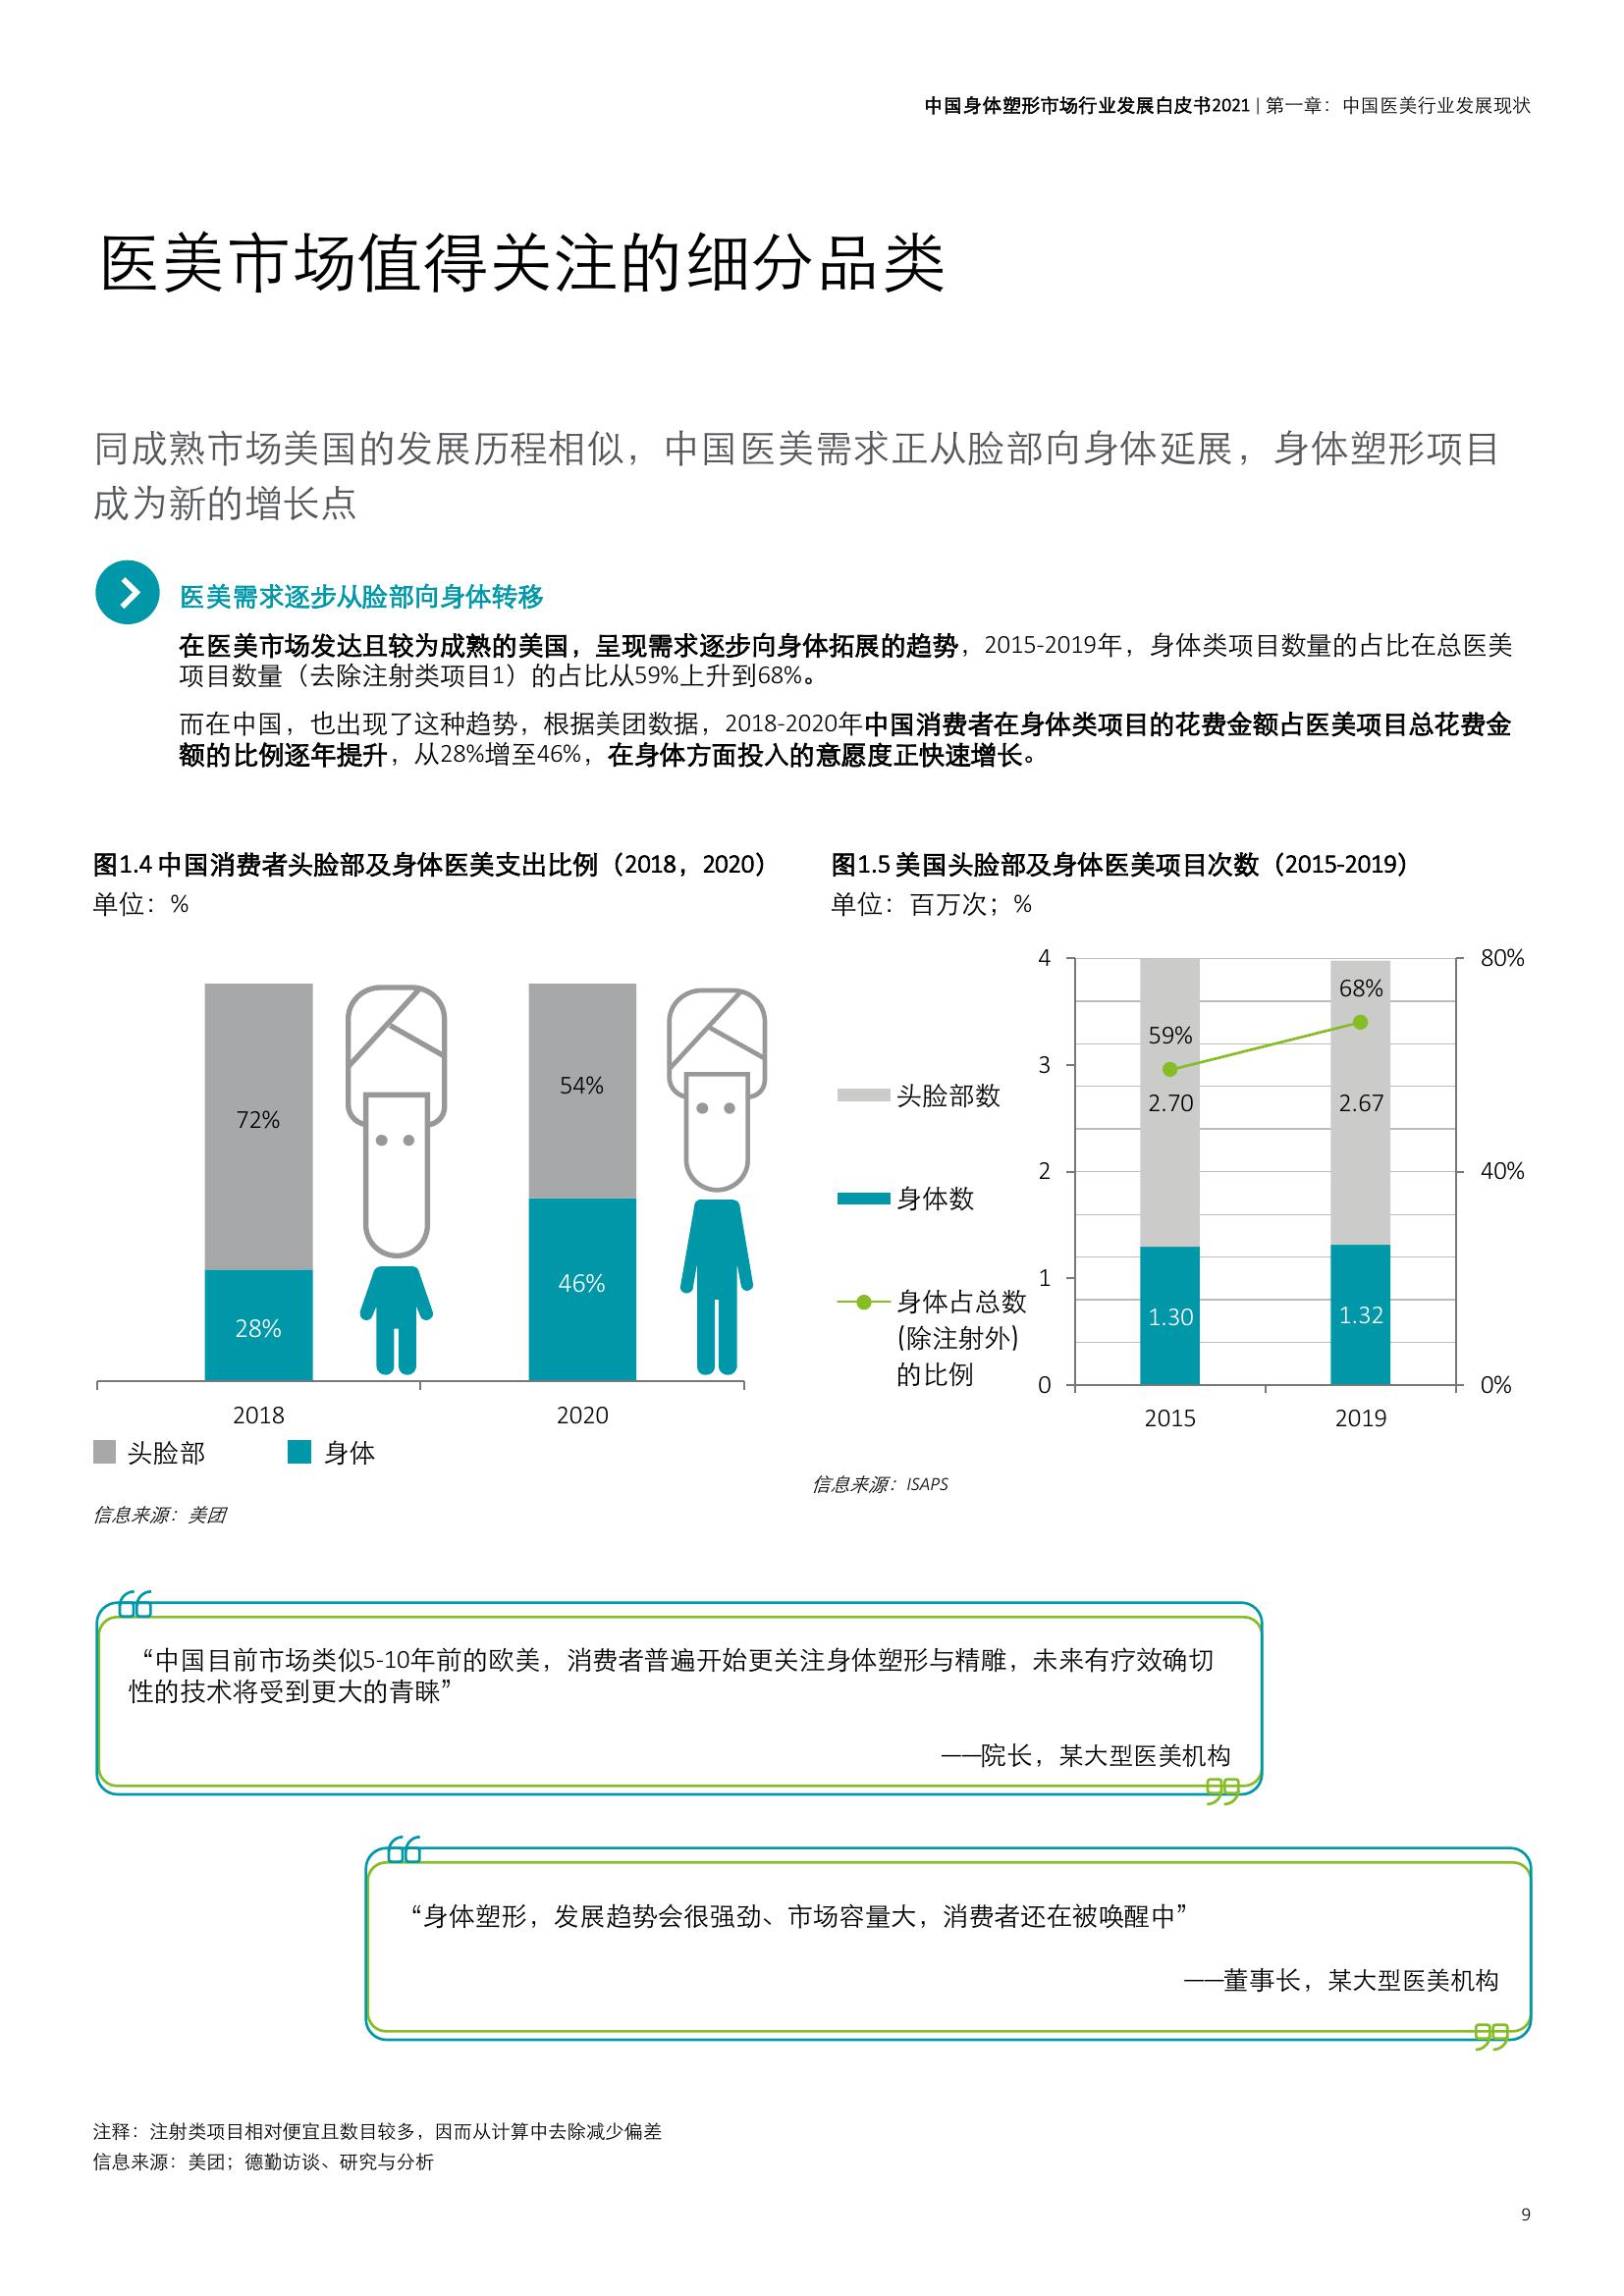 中国身体塑形市场行业发展白皮书2021 | 第一章：中国医美行业发展现状
医美市场值得关注的细分品类
同成熟市场美国的发展历程相似，中国医美需求正从脸部向身体延展，身体塑形项目
成为新的增长点
医美需求逐步从脸部向身体转移
在医美市场发达且较为成熟的美国，呈现需求逐步向身体拓展的趋势，2015-2019年，身体类项目数量的占比在总医美
项目数量（去除注射类项目1）的占比从59%上升到68%。
而在中国，也出现了这种趋势，根据美团数据，2018-2020年中国消费者在身体类项目的花费金额占医美项目总花费金
额的比例逐年提升，从28%增至46%，在身体方面投入的意愿度正快速增长。
图1.4 中国消费者头脸部及身体医美支出比例（2018，2020）
单位：%
72%
28%
54%
46%
2018
2020
头脸部
身体
信息来源：美团
图1.5 美国头脸部及身体医美项目次数（2015-2019）
单位：百万次；%
头脸部数
身体数
身体占总数
(除注射外)
的比例
4
3
2
1
0
80%
40%
0%
59%
68%
2.70
2.67
1.30
1.32
2015
2019
信息来源：ISAPS
“中国目前市场类似5-10年前的欧美，消费者普遍开始更关注身体塑形与精雕，未来有疗效确切
性的技术将受到更大的青睐”
——院长，某大型医美机构
“身体塑形，发展趋势会很强劲、市场容量大，消费者还在被唤醒中”
——董事长，某大型医美机构
注释：注射类项目相对便宜且数目较多，因而从计算中去除减少偏差
信息来源：美团；德勤访谈、研究与分析
9